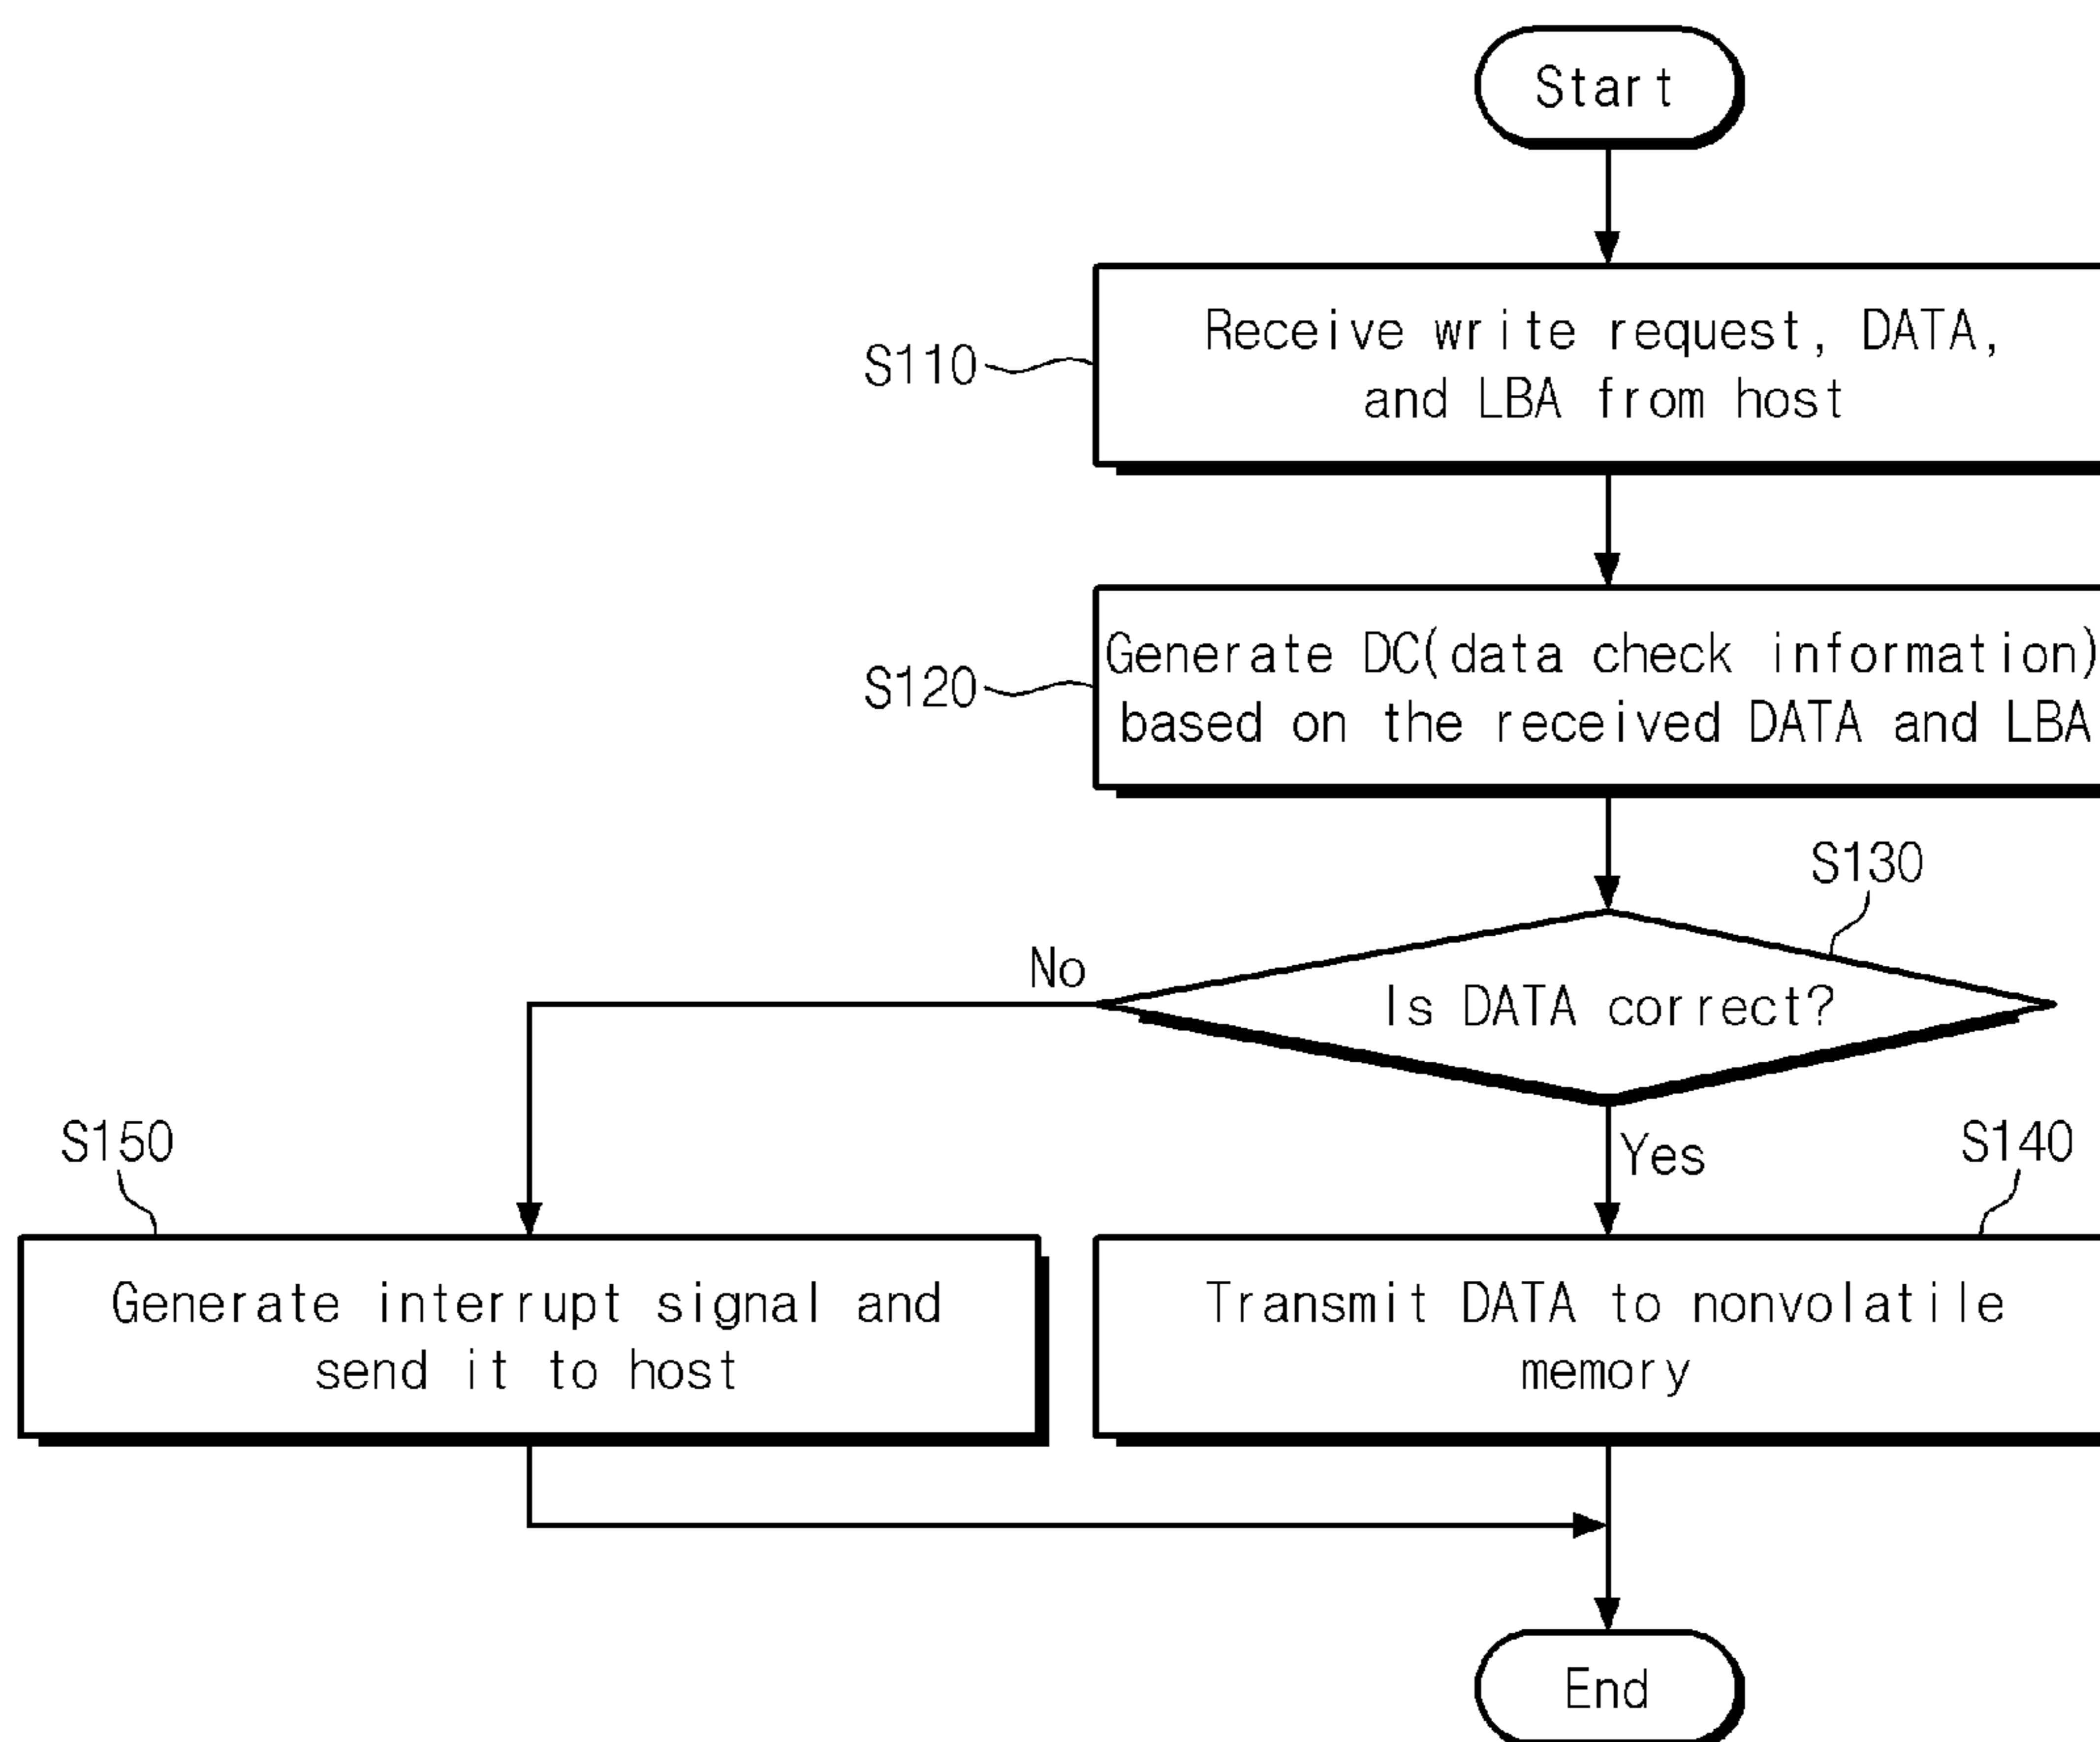 Start
S110
Receive write request, DATA,
and LBA from host
S120
Generate DC(data check information)
based on the received DATA and LBA
S130
No
Is DATA correct?
Yes
S150
S140
Generate interrupt signal and
send it to host
Transmit DATA to nonvolatile
memory
End